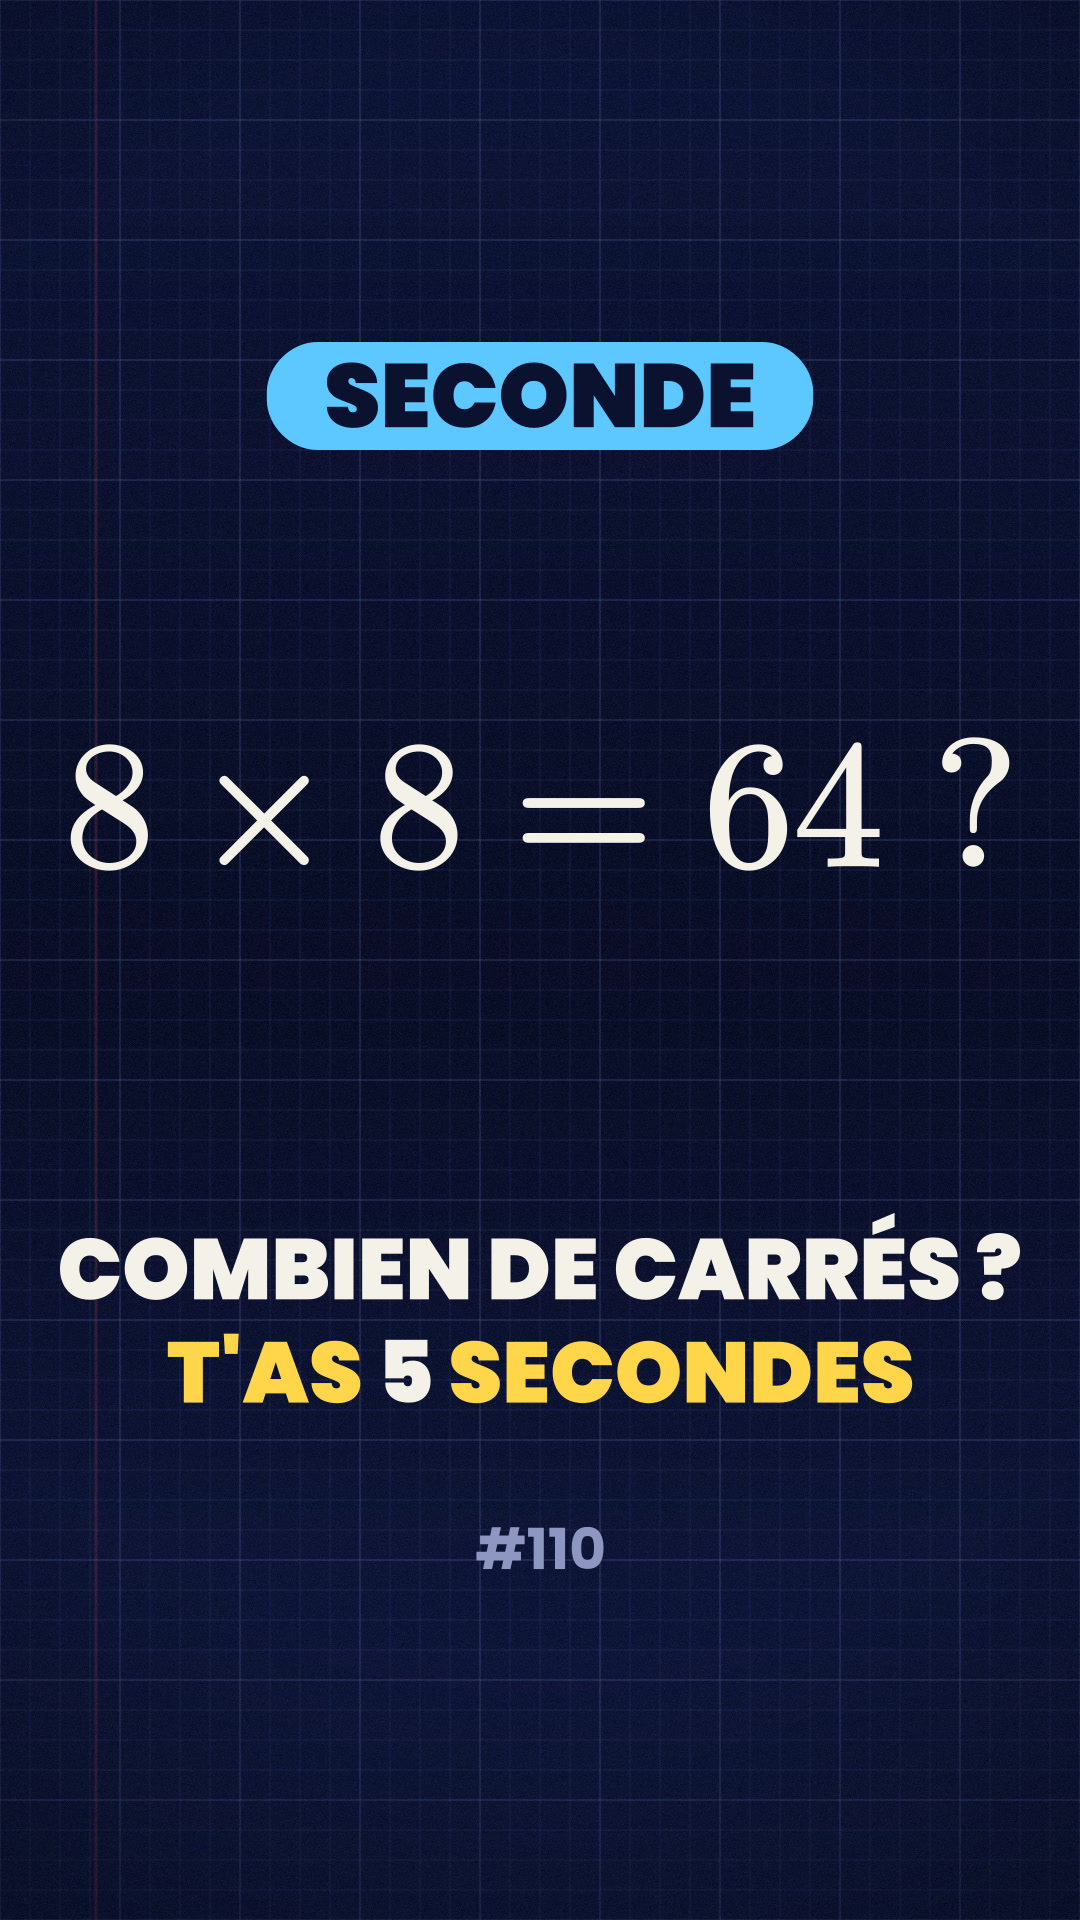 SECONDE
8 × 8 = 64 ?
COMBIEN DE CARRÉS ?
T'AS 5 SECONDES
#110